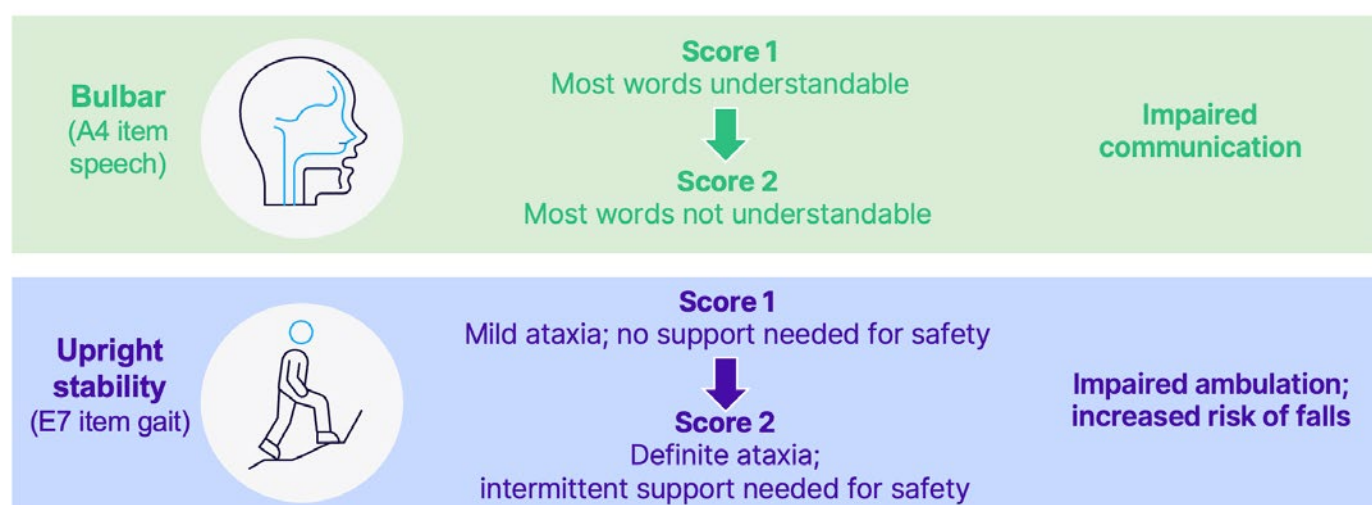 Bulbar
(A4 item
speech)
Score 1
Most words understandable
Score 2
Most words not understandable
Impaired
communication
Upright
stability
(E7 item gait)
Score 1
Mild ataxia; no support needed for safety
Score 2
Definite ataxia;
intermittent support needed for safety
Impaired ambulation;
increased risk of falls